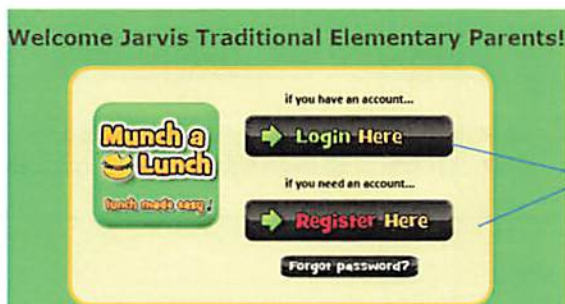 Welcome Jarvis Traditional Elementary Parents!
if you have an account...
Munch a
Lunch
lunch made easy!
Login Here
if you need an account...
Register Here
Forgot password?